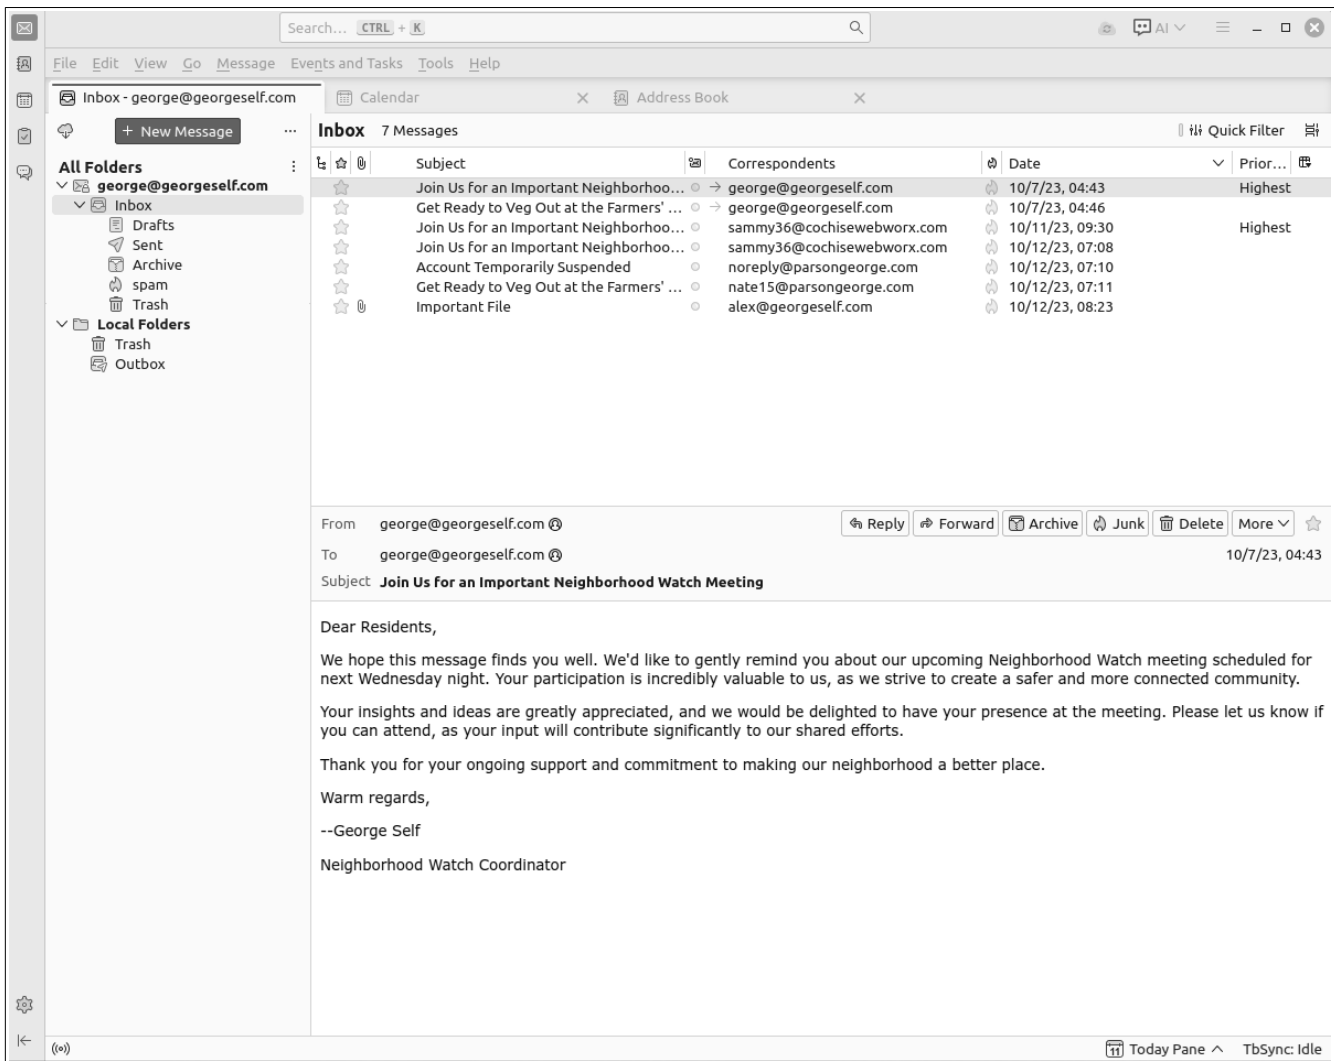 Search... CTRL + K
AI
File Edit View Go Message Events and Tasks Tools Help
Inbox - george@georgeself.com Calendar Address Book
+ New Message
Inbox 7 Messages Quick Filter
All Folders
george@georgeself.com
Inbox
Drafts
Sent
Archive
spam
Trash
Local Folders
Trash
Outbox
Subject Correspondents Date Prior...
Join Us for an Important Neighborhoo... george@georgeself.com 10/7/23, 04:43 Highest
Get Ready to Veg Out at the Farmers' ... george@georgeself.com 10/7/23, 04:46
Join Us for an Important Neighborhoo... sammy36@cochisewebworx.com 10/11/23, 09:30 Highest
Join Us for an Important Neighborhoo... sammy36@cochisewebworx.com 10/12/23, 07:08
Account Temporarily Suspended noreply@parsongeorge.com 10/12/23, 07:10
Get Ready to Veg Out at the Farmers' ... nate15@parsongeorge.com 10/12/23, 07:11
Important File alex@georgeself.com 10/12/23, 08:23
From george@georgeself.com Reply Forward Archive Junk Delete More
To george@georgeself.com 10/7/23, 04:43
Subject Join Us for an Important Neighborhood Watch Meeting
Dear Residents,
We hope this message finds you well. We'd like to gently remind you about our upcoming Neighborhood Watch meeting scheduled for
next Wednesday night. Your participation is incredibly valuable to us, as we strive to create a safer and more connected community.
Your insights and ideas are greatly appreciated, and we would be delighted to have your presence at the meeting. Please let us know if
you can attend, as your input will contribute significantly to our shared efforts.
Thank you for your ongoing support and commitment to making our neighborhood a better place.
Warm regards,
--George Self
Neighborhood Watch Coordinator
11 Today Pane TbSync: Idle